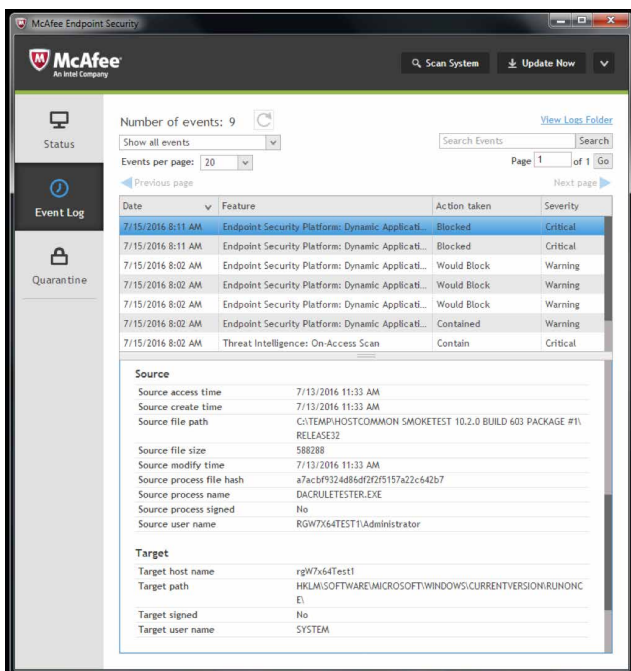 McAfee Endpoint Security
McAfee
An Intel Company
Scan System
Update Now
Status
Event Log
Quarantine
Number of events: 9
View Logs Folder
Show all events
Search Events
Search
Events per page: 20
Page 1 of 1 Go
Previous page
Next page
Date Feature Action taken Severity
7/15/2016 8:11 AM Endpoint Security Platform: Dynamic Applicati... Blocked Critical
7/15/2016 8:11 AM Endpoint Security Platform: Dynamic Applicati... Blocked Critical
7/15/2016 8:02 AM Endpoint Security Platform: Dynamic Applicati... Would Block Warning
7/15/2016 8:02 AM Endpoint Security Platform: Dynamic Applicati... Would Block Warning
7/15/2016 8:02 AM Endpoint Security Platform: Dynamic Applicati... Would Block Warning
7/15/2016 8:02 AM Endpoint Security Platform: Dynamic Applicati... Contained Warning
7/15/2016 8:02 AM Threat Intelligence: On-Access Scan Contain Critical
Source
Source access time 7/13/2016 11:33 AM
Source create time 7/13/2016 11:33 AM
Source file path C:\TEMP\HOSTCOMMON SMOKETEST 10.2.0 BUILD 603 PACKAGE #1\
RELEASE32
Source file size 588288
Source modify time 7/13/2016 11:33 AM
Source process file hash a7acbf9324d86df2f2f5157a22c642b7
Source process name DACRULETESTER.EXE
Source process signed No
Source user name RGW7X64TEST1\Administrator
Target
Target host name rgW7x64Test1
Target path HKLM\SOFTWARE\MICROSOFT\WINDOWS\CURRENTVERSION\RUNONC
E\
Target signed No
Target user name SYSTEM